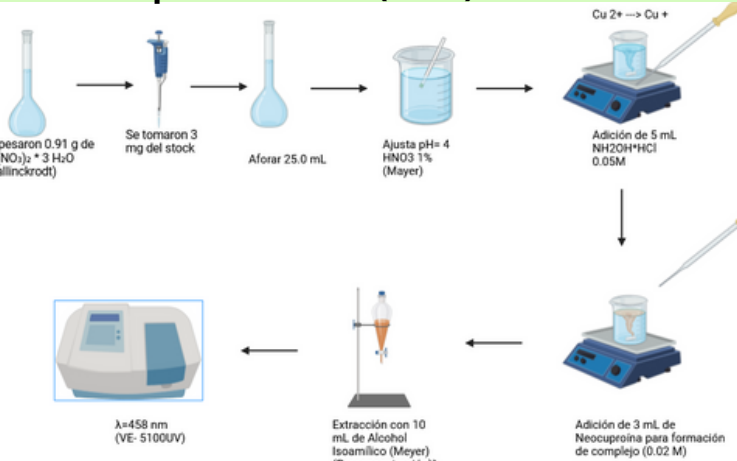 Cu 2+ ---> Cu +
pesaron 0.91 g de
NO₃)₂ * 3 H₂O
allinckrodt)
Se tomaron 3
mg del stock
Aforar 25.0 mL
Ajusta pH= 4
HNO3 1%
(Mayer)
Adición de 5 mL
NH2OH*HCl
0.05M
λ=458 nm
(VE- 5100UV)
Extracción con 10
mL de Alcohol
Isoamílico (Meyer)
Adición de 3 mL de
Neocuproína para formación
de complejo (0.02 M)